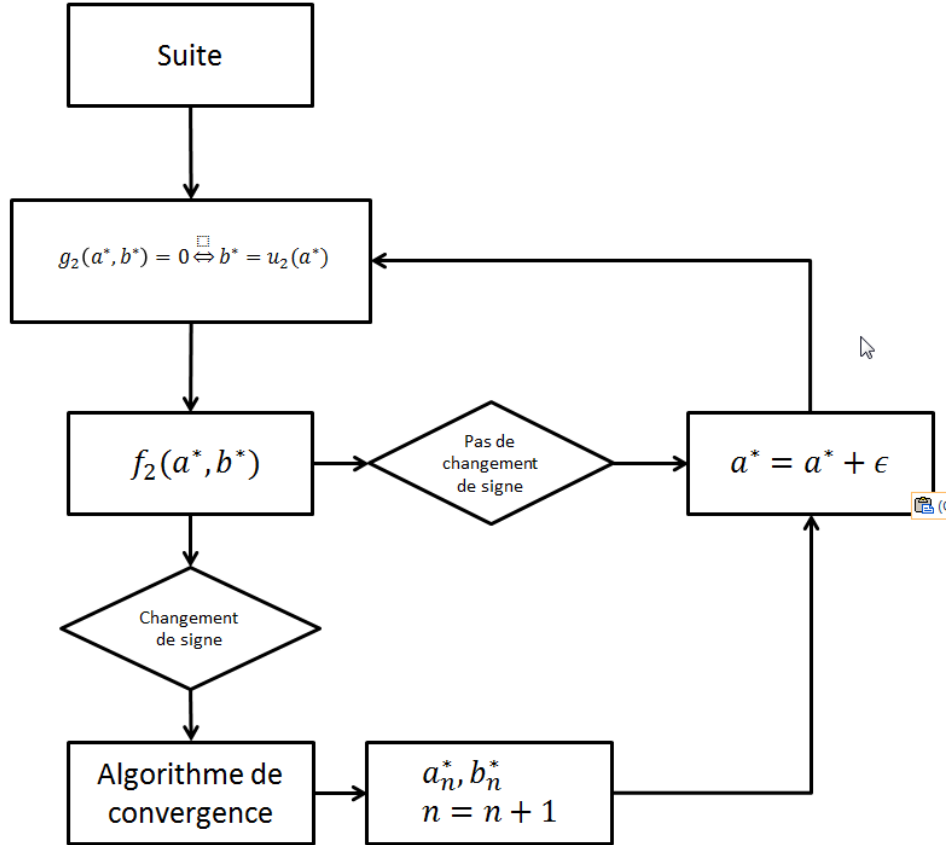 Suite
g₂(a*, b*) = 0 ⇔ b* = u₂(a*)
f₂(a*, b*)
Pas de
changement
de signe
a* = a* + ϵ
(C
Changement
de signe
Algorithme de
convergence
aₙ*, bₙ*
n = n + 1